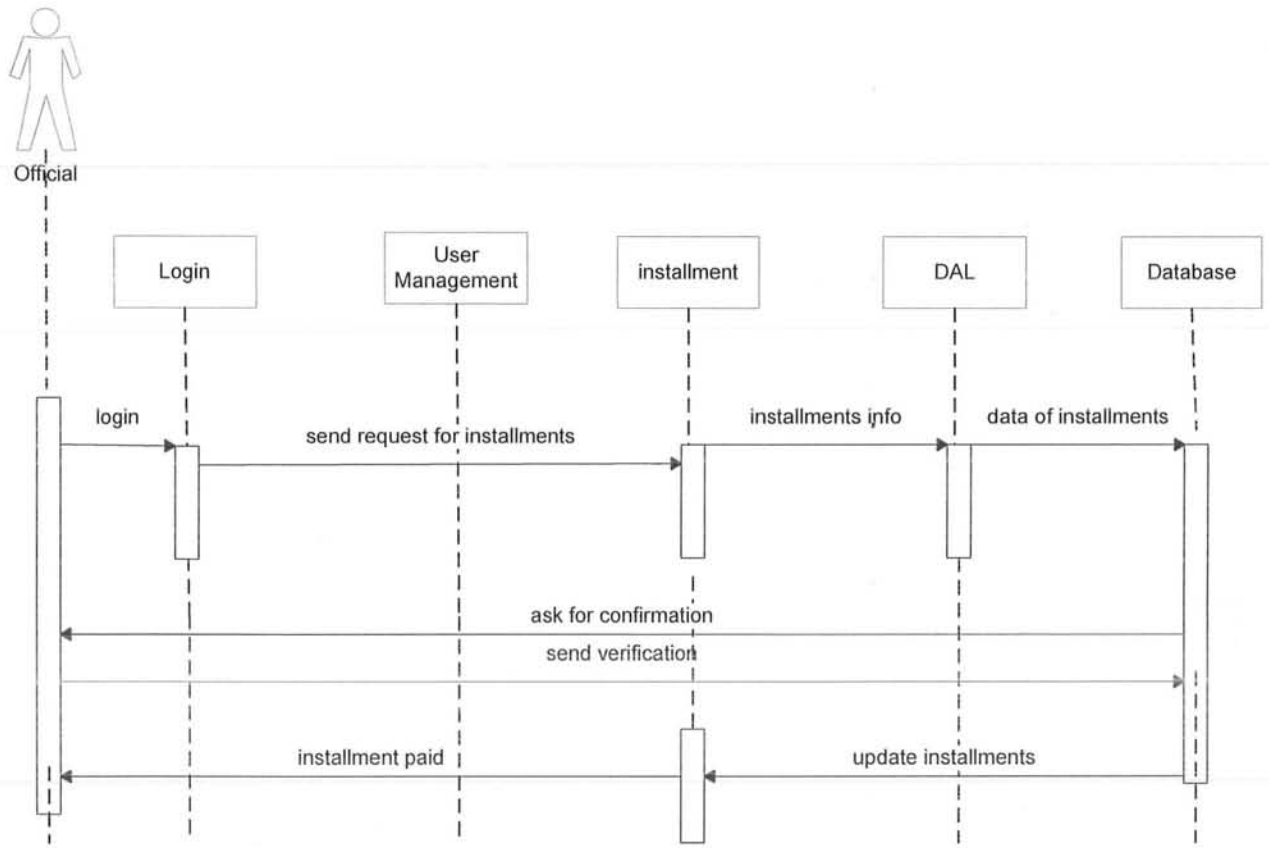 Official
Login
User
Management
installment
DAL
Database
login
send request for installments
installments info
data of installments
ask for confirmation
send verification
installment paid
update installments